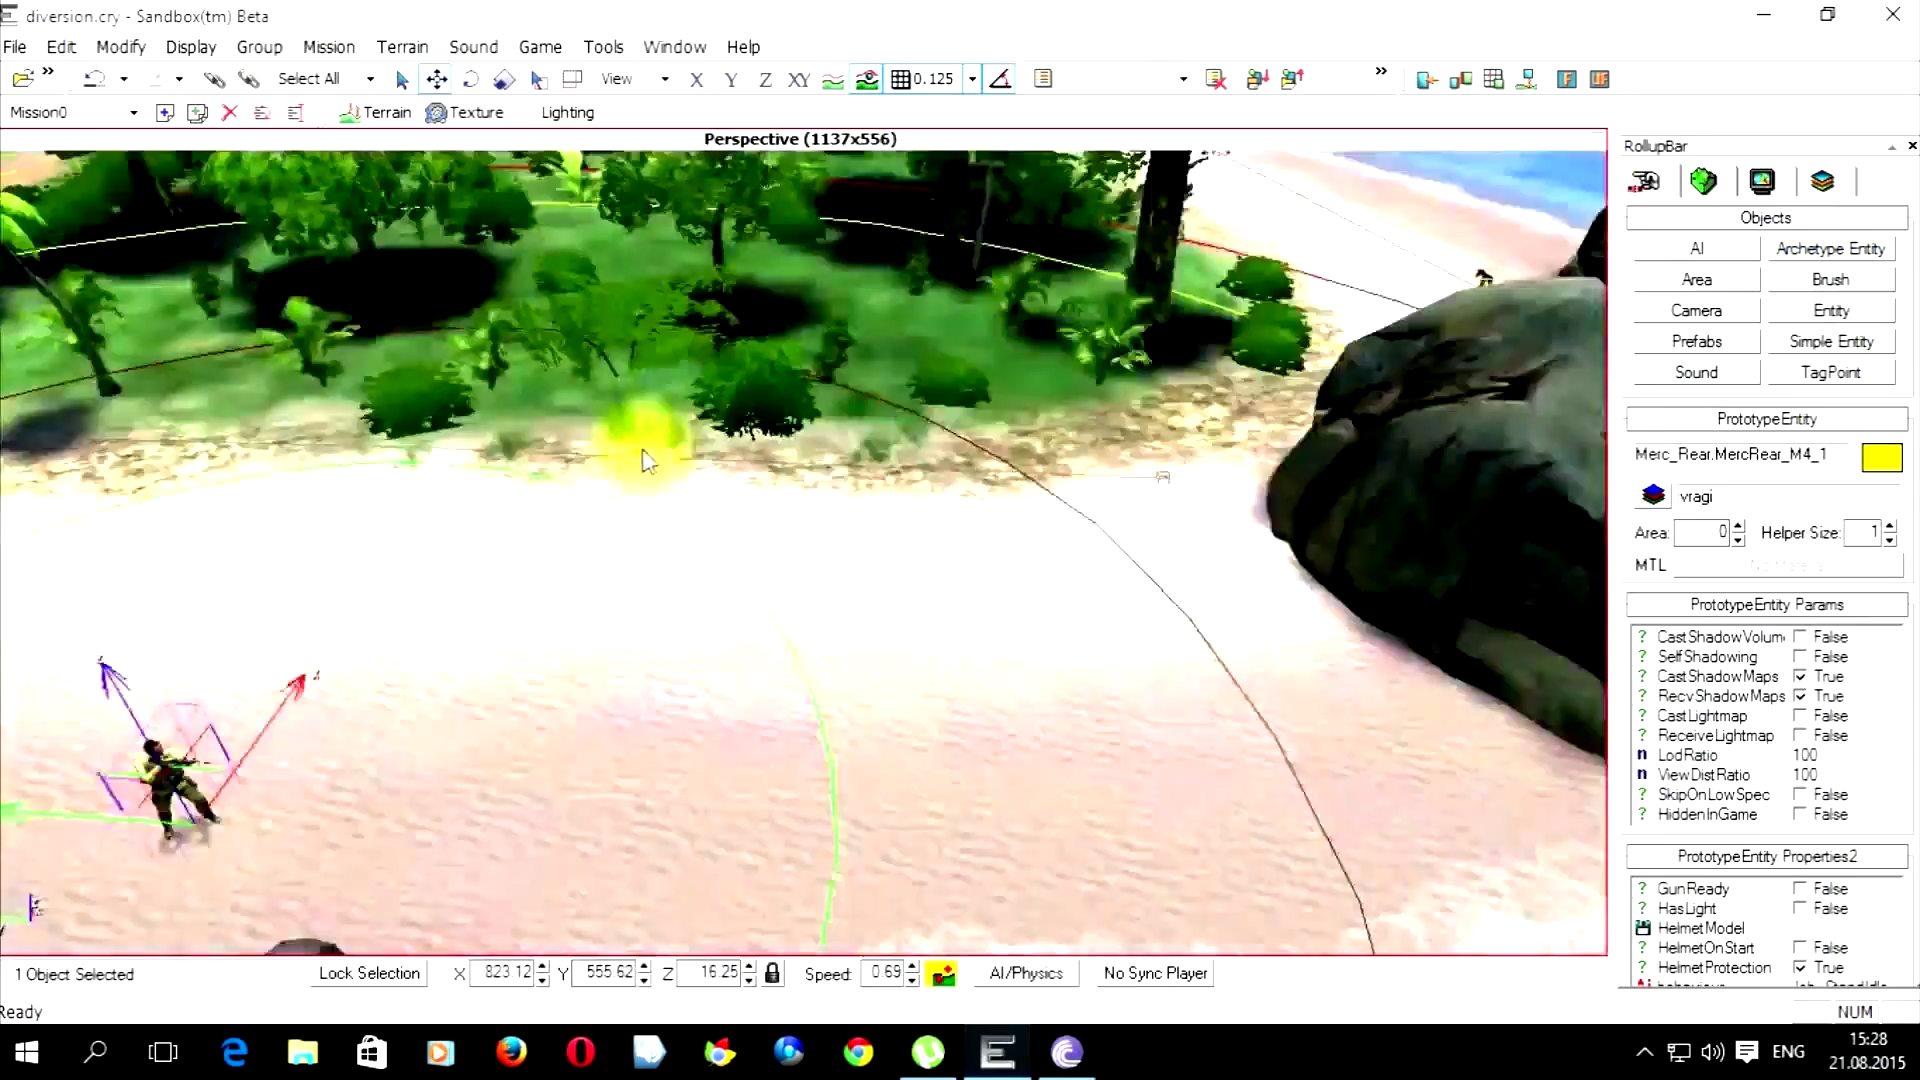 diversion.cry - Sandbox(tm) Beta
File Edit Modify Display Group Mission Terrain Sound Game Tools Window Help
Select All View X Y Z XY 0.125
Mission0 Terrain Texture Lighting
Perspective (1137x556)
RollupBar
Objects
AI Archetype Entity
Area Brush
Camera Entity
Prefabs Simple Entity
Sound TagPoint
PrototypeEntity
Merc_Rear.MercRear_M4_1
vragi
Area: 0 Helper Size: 1
MTL
PrototypeEntity Params
CastShadowVolum False
SelfShadowing False
CastShadowMaps True
RecvShadowMaps True
CastLightmap False
ReceiveLightmap False
LodRatio 100
ViewDistRatio 100
SkipOnLowSpec False
HiddenInGame False
PrototypeEntity Properties2
GunReady False
HasLight False
HelmetModel
HelmetOnStart False
HelmetProtection True
1 Object Selected Lock Selection X 823.12 Y 555.62 Z 16.25 Speed: 0.69 AI/Physics No Sync Player
Ready NUM
ENG 15:28
21.08.2015